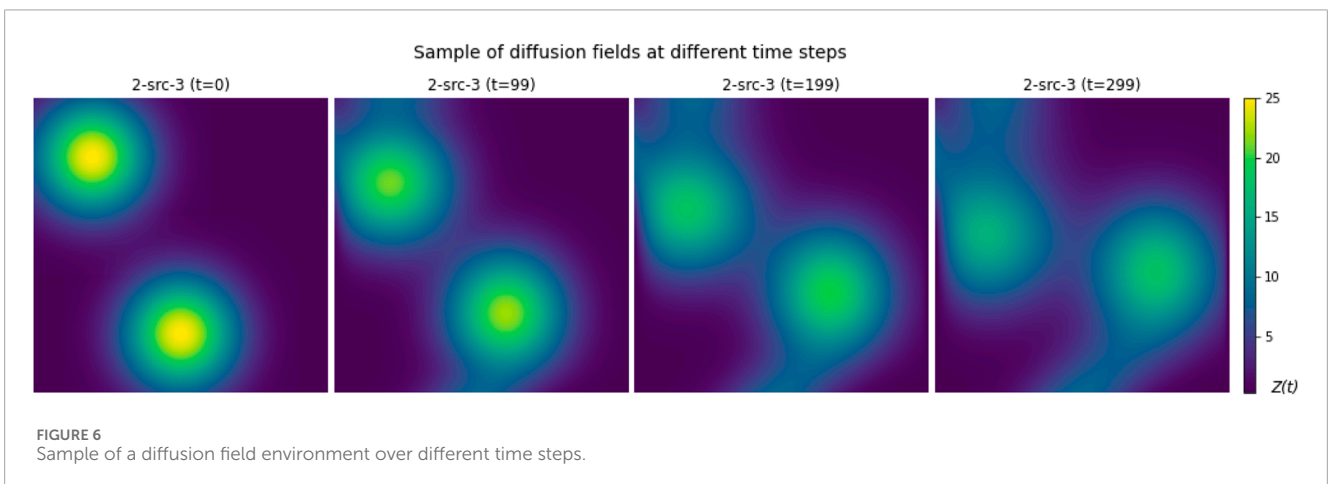 Sample of diffusion fields at different time steps
2-src-3 (t=0)
2-src-3 (t=99)
2-src-3 (t=199)
2-src-3 (t=299)
25
20
15
10
5
Z(t)
FIGURE 6
Sample of a diffusion field environment over different time steps.